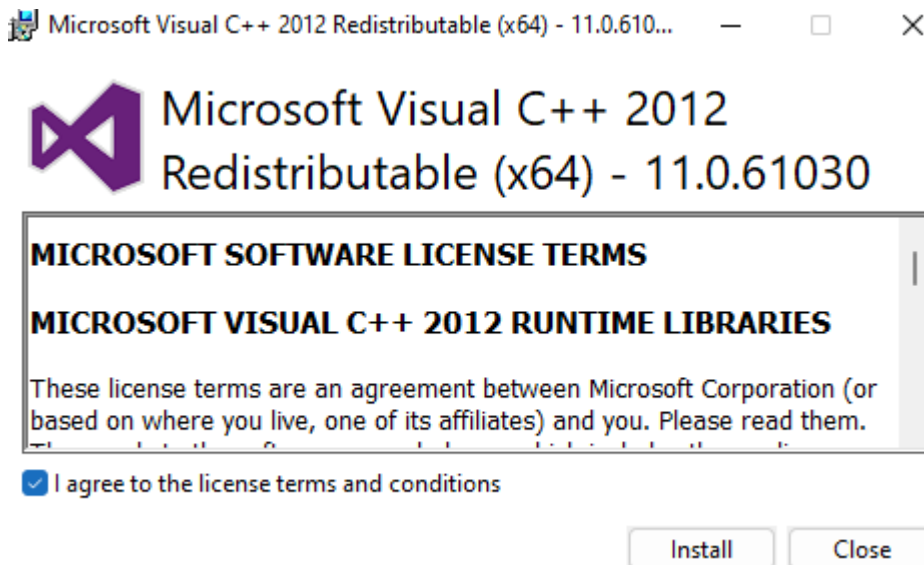 Microsoft Visual C++ 2012 Redistributable (x64) - 11.0.610...
Microsoft Visual C++ 2012
Redistributable (x64) - 11.0.61030
MICROSOFT SOFTWARE LICENSE TERMS
MICROSOFT VISUAL C++ 2012 RUNTIME LIBRARIES
These license terms are an agreement between Microsoft Corporation (or
based on where you live, one of its affiliates) and you. Please read them.
I agree to the license terms and conditions
Install Close